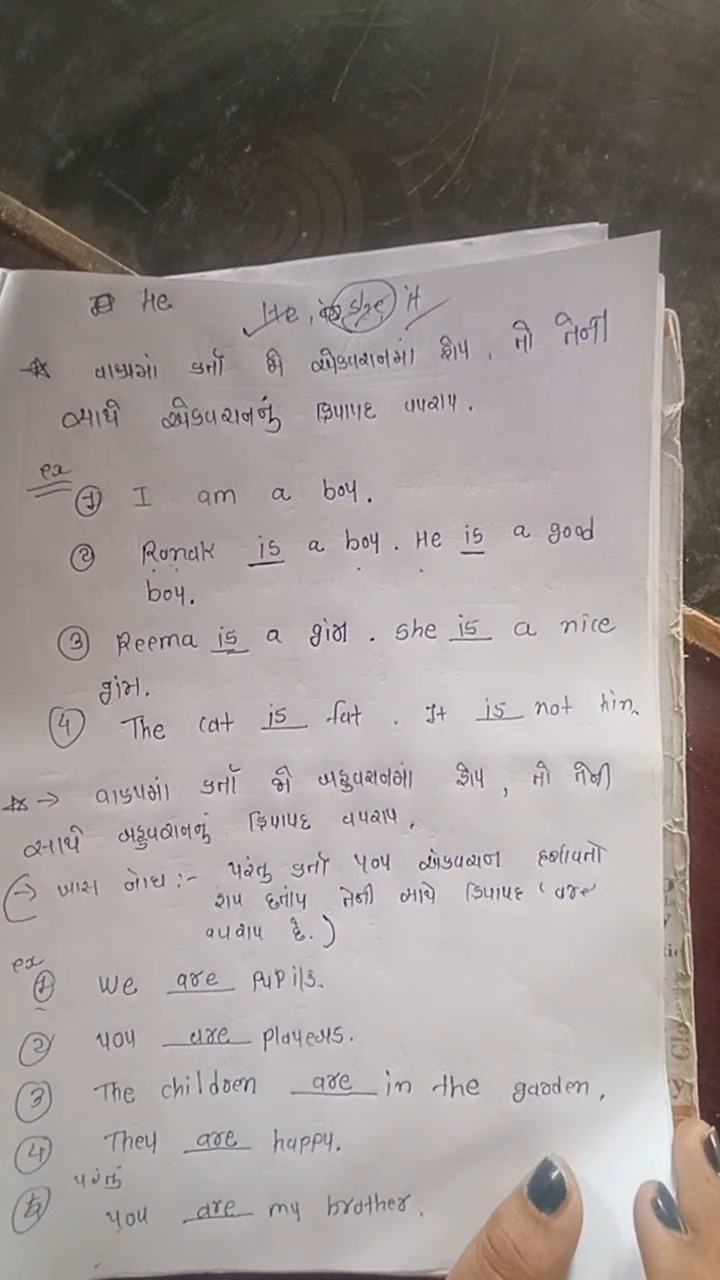 He He, she, it
વાક્યમાં કર્તા જો એકવચનમાં હોય, તો તેની
સાથે એકવચનનું ક્રિયાપદ વપરાય.
ex
① I am a boy.
② Ronak is a boy. He is a good
boy.
③ Reema is a girl. she is a nice
girl.
④ The cat is fat. It is not him.
→ વાક્યમાં કર્તા જો બહુવચનમાં હોય, તો તેની
સાથે બહુવચનનું ક્રિયાપદ વપરાય.
(→ ખાસ નોંધ :- પરંતુ કર્તા you એકવચન દર્શાવતો
હોય છતાંય તેની સાથે ક્રિયાપદ 'are'
વપરાય છે.)
ex
① We are pupils.
② you are players.
③ The children are in the garden.
④ They are happy.
પરંતુ
⑤ you are my brother.